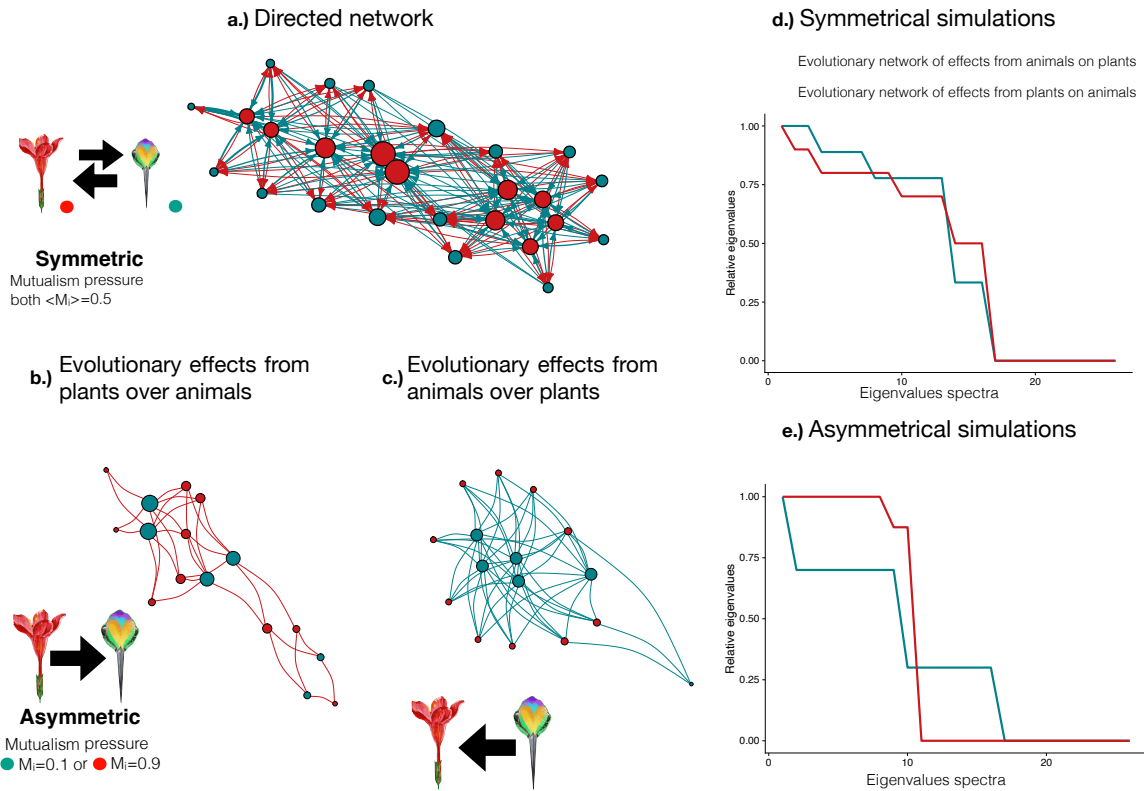 a.) Directed network
Symmetric
Mutualism pressure
both <Mᵢ>=0.5
b.) Evolutionary effects from
plants over animals
Asymmetric
Mutualism pressure
Mᵢ=0.1 or Mᵢ=0.9
c.) Evolutionary effects from
animals over plants
d.) Symmetrical simulations
Evolutionary network of effects from animals on plants
Evolutionary network of effects from plants on animals
Relative eigenvalues
1.00
0.75
0.50
0.25
0.00
0 10 20
Eigenvalues spectra
e.) Asymmetrical simulations
Relative eigenvalues
1.00
0.75
0.50
0.25
0.00
0 10 20
Eigenvalues spectra